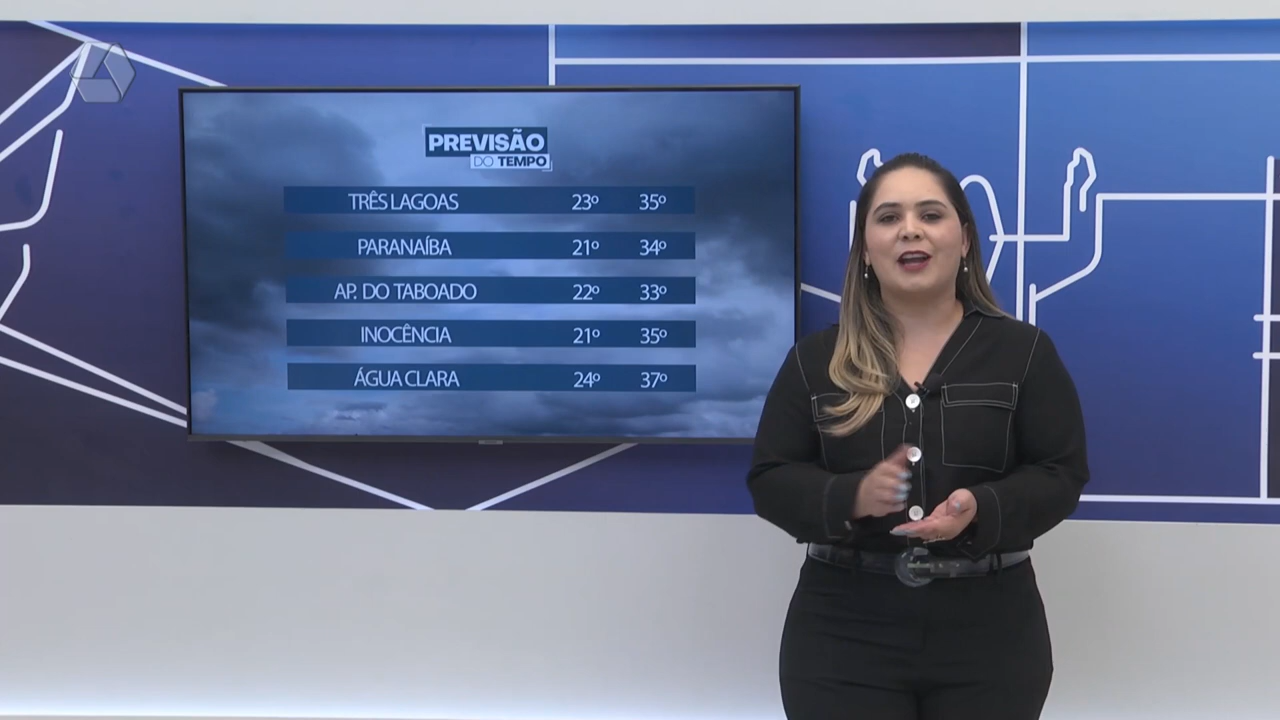 PREVISÃO
DO TEMPO
TRÊS LAGOAS 23º 35º
PARANAÍBA 21º 34º
AP. DO TABOADO 22º 33º
INOCÊNCIA 21º 35º
ÁGUA CLARA 24º 37º